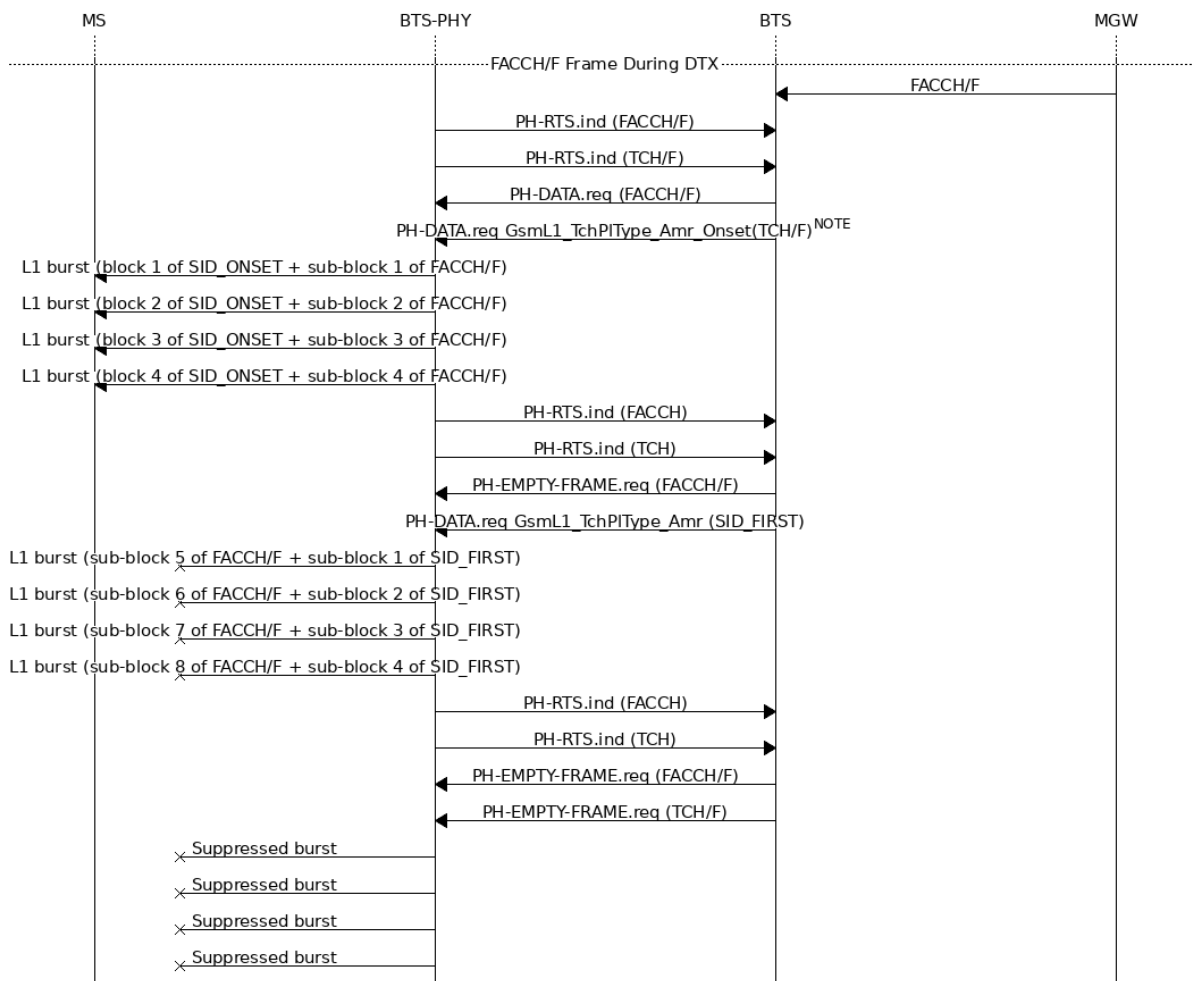 MS BTS-PHY BTS MGW
FACCH/F Frame During DTX
FACCH/F
PH-RTS.ind (FACCH/F)
PH-RTS.ind (TCH/F)
PH-DATA.req (FACCH/F)
PH-DATA.req GsmL1_TchPlType_Amr_Onset(TCH/F) NOTE
L1 burst (block 1 of SID_ONSET + sub-block 1 of FACCH/F)
L1 burst (block 2 of SID_ONSET + sub-block 2 of FACCH/F)
L1 burst (block 3 of SID_ONSET + sub-block 3 of FACCH/F)
L1 burst (block 4 of SID_ONSET + sub-block 4 of FACCH/F)
PH-RTS.ind (FACCH)
PH-RTS.ind (TCH)
PH-EMPTY-FRAME.req (FACCH/F)
PH-DATA.req GsmL1_TchPlType_Amr (SID_FIRST)
L1 burst (sub-block 5 of FACCH/F + sub-block 1 of SID_FIRST)
L1 burst (sub-block 6 of FACCH/F + sub-block 2 of SID_FIRST)
L1 burst (sub-block 7 of FACCH/F + sub-block 3 of SID_FIRST)
L1 burst (sub-block 8 of FACCH/F + sub-block 4 of SID_FIRST)
PH-RTS.ind (FACCH)
PH-RTS.ind (TCH)
PH-EMPTY-FRAME.req (FACCH/F)
PH-EMPTY-FRAME.req (TCH/F)
Suppressed burst
Suppressed burst
Suppressed burst
Suppressed burst